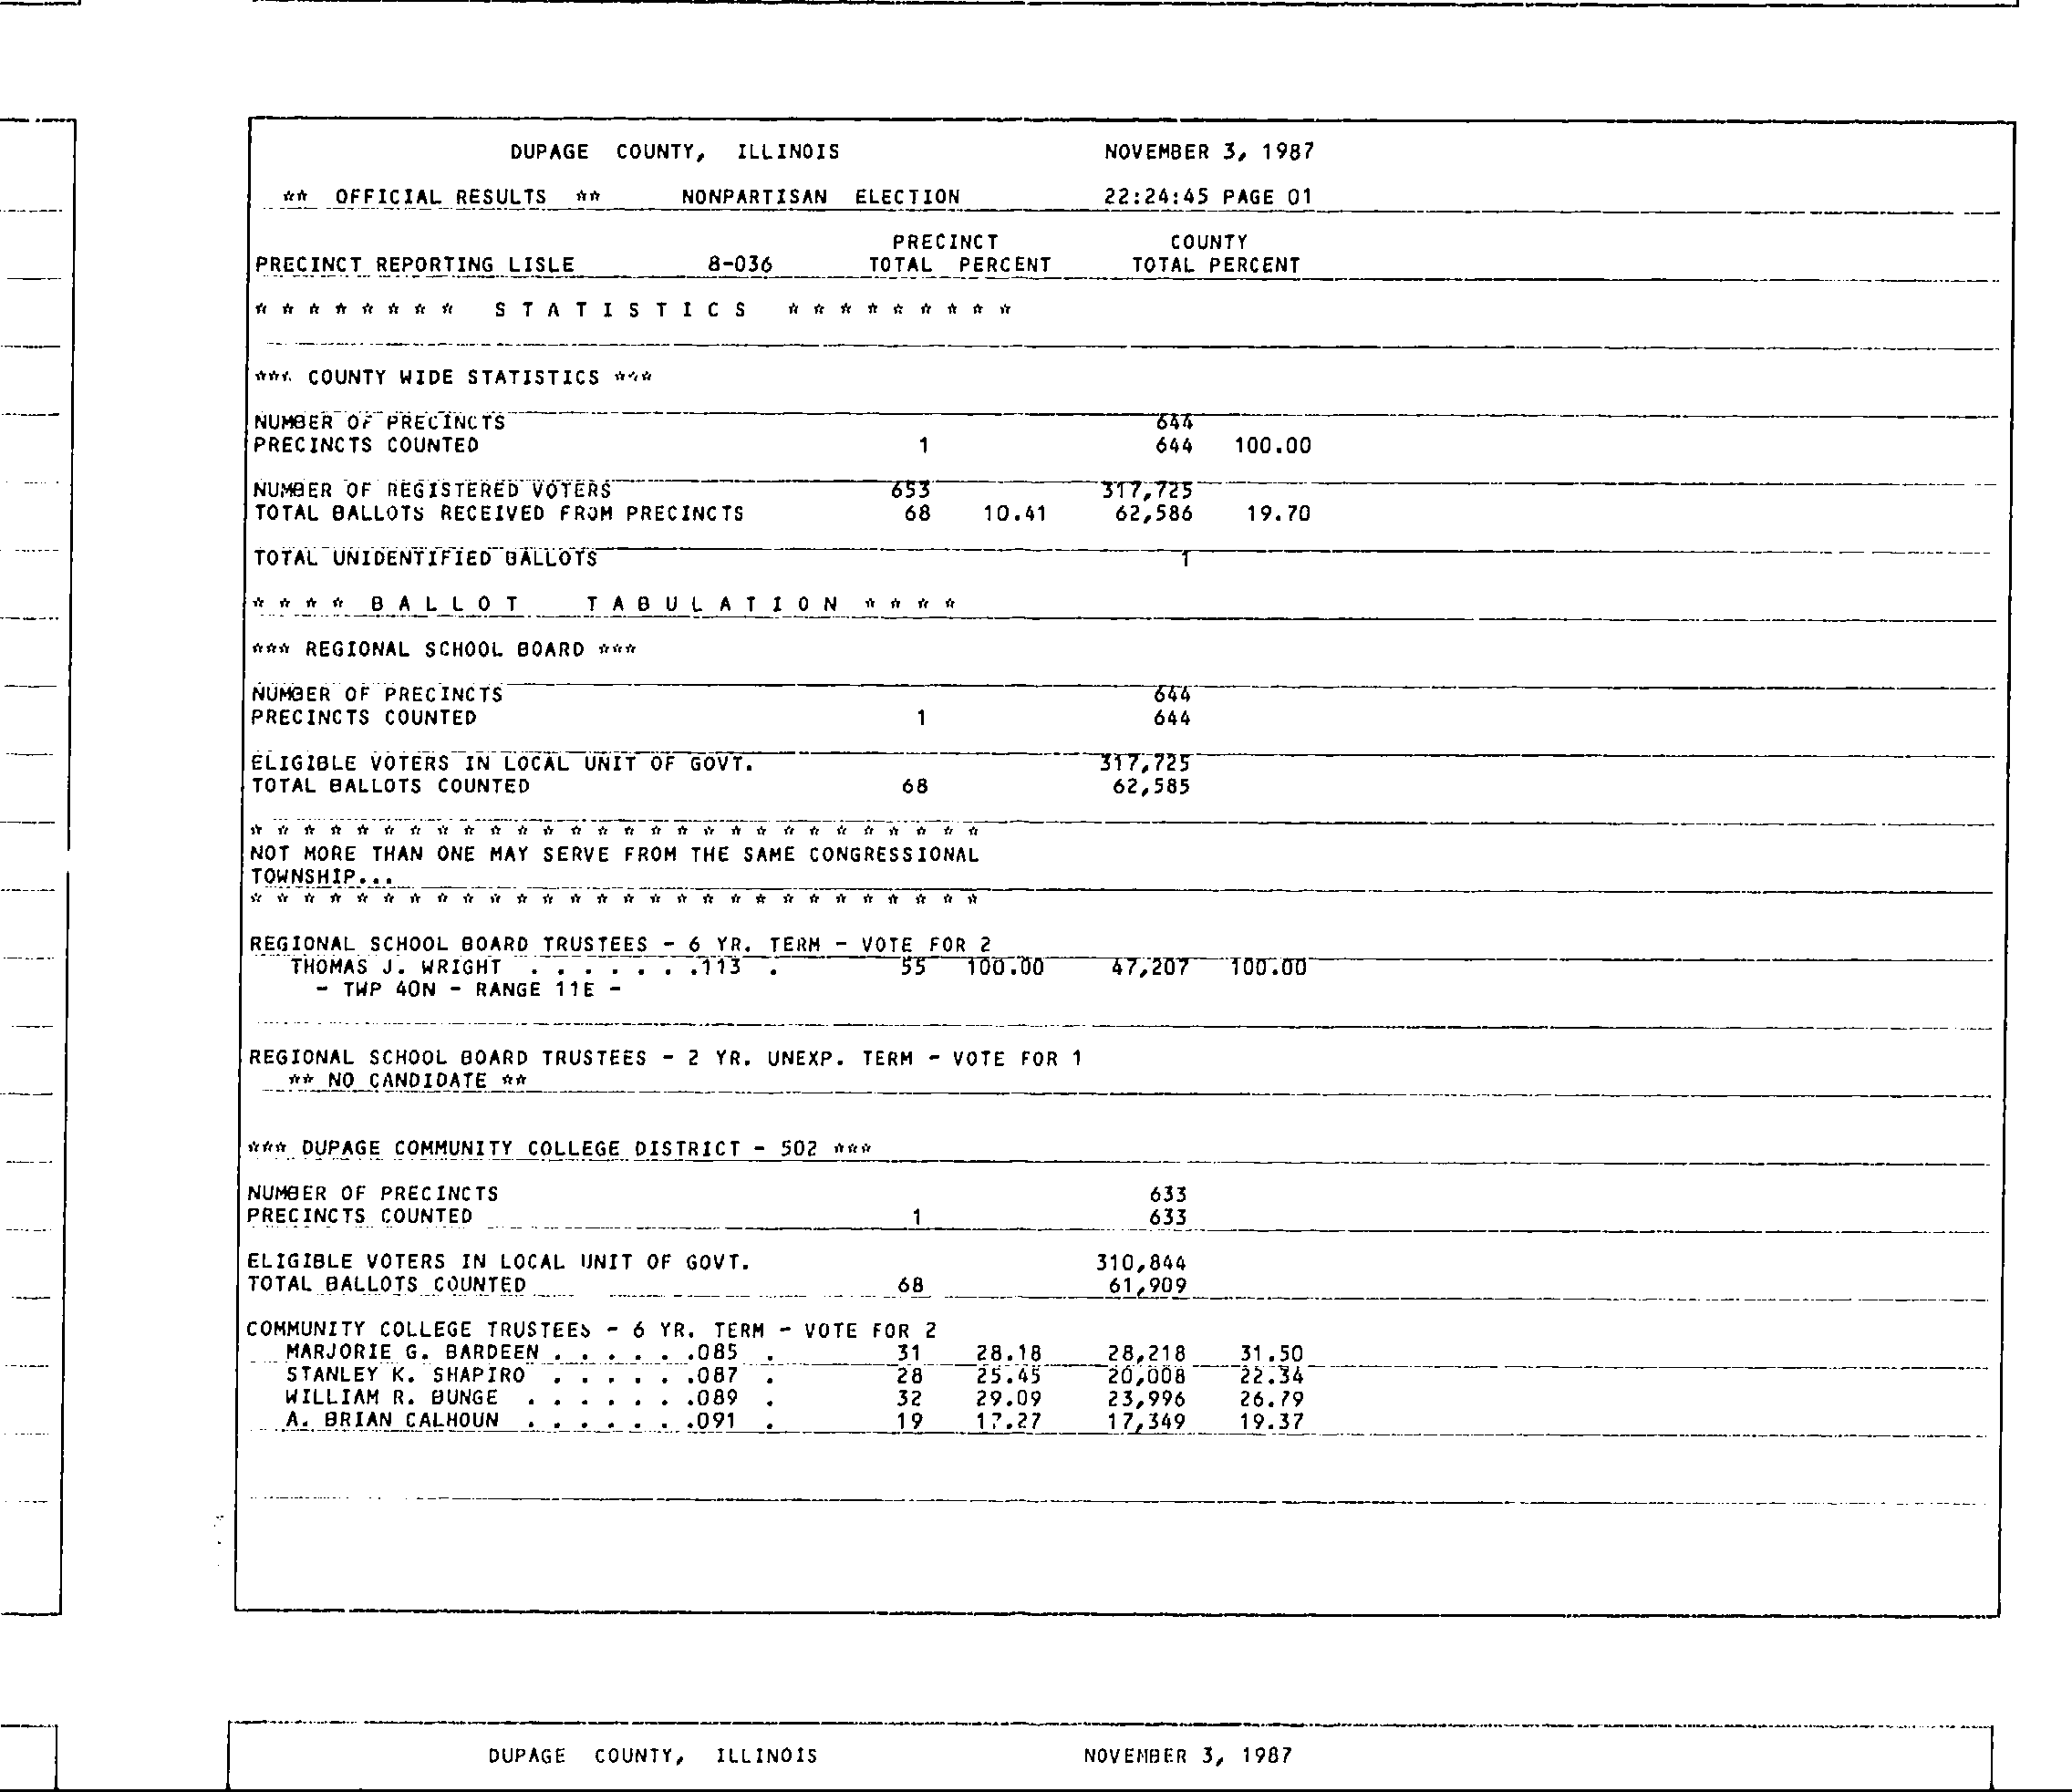 DUPAGE COUNTY, ILLINOIS NOVEMBER 3, 1987
** OFFICIAL RESULTS ** NONPARTISAN ELECTION 22:24:45 PAGE 01
PRECINCT COUNTY
PRECINCT REPORTING LISLE 8-036 TOTAL PERCENT TOTAL PERCENT
* * * * * * * * S T A T I S T I C S * * * * * * * * *
*** COUNTY WIDE STATISTICS ***
NUMBER OF PRECINCTS 644
PRECINCTS COUNTED 1 644 100.00
NUMBER OF REGISTERED VOTERS 653 317,725
TOTAL BALLOTS RECEIVED FROM PRECINCTS 68 10.41 62,586 19.70
TOTAL UNIDENTIFIED BALLOTS 1
* * * * B A L L O T T A B U L A T I O N * * * *
*** REGIONAL SCHOOL BOARD ***
NUMBER OF PRECINCTS 644
PRECINCTS COUNTED 1 644
ELIGIBLE VOTERS IN LOCAL UNIT OF GOVT. 317,725
TOTAL BALLOTS COUNTED 68 62,585
* * * * * * * * * * * * * * * * * * * * * * * * * * * *
NOT MORE THAN ONE MAY SERVE FROM THE SAME CONGRESSIONAL
TOWNSHIP...
* * * * * * * * * * * * * * * * * * * * * * * * * * * *
REGIONAL SCHOOL BOARD TRUSTEES - 6 YR. TERM - VOTE FOR 2
THOMAS J. WRIGHT . . . . . . .113 . 55 100.00 47,207 100.00
- TWP 40N - RANGE 11E -
REGIONAL SCHOOL BOARD TRUSTEES - 2 YR. UNEXP. TERM - VOTE FOR 1
** NO CANDIDATE **
*** DUPAGE COMMUNITY COLLEGE DISTRICT - 502 ***
NUMBER OF PRECINCTS 633
PRECINCTS COUNTED 1 633
ELIGIBLE VOTERS IN LOCAL UNIT OF GOVT. 310,844
TOTAL BALLOTS COUNTED 68 61,909
COMMUNITY COLLEGE TRUSTEES - 6 YR. TERM - VOTE FOR 2
MARJORIE G. BARDEEN . . . . . .085 . 31 28.18 28,218 31.50
STANLEY K. SHAPIRO . . . . . .087 . 28 25.45 20,008 22.34
WILLIAM R. BUNGE . . . . . . .089 . 32 29.09 23,996 26.79
A. BRIAN CALHOUN . . . . . . .091 . 19 17.27 17,349 19.37
DUPAGE COUNTY, ILLINOIS NOVEMBER 3, 1987